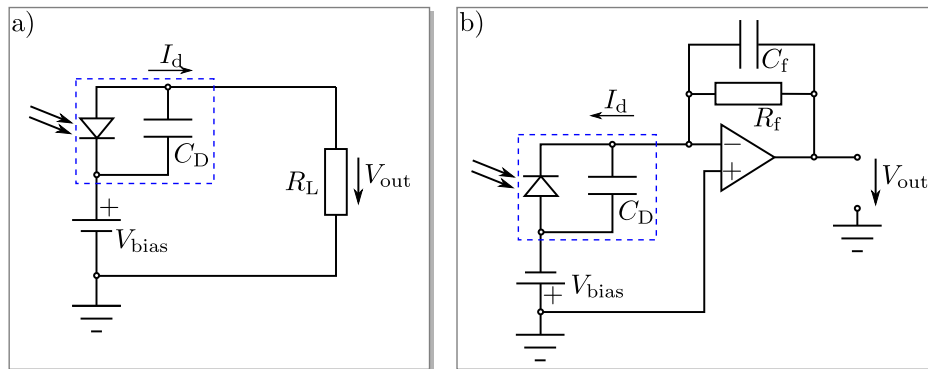 a)
I_d
C_D
R_L
V_out
+
V_bias
b)
C_f
R_f
I_d
−
+
V_out
C_D
V_bias
+